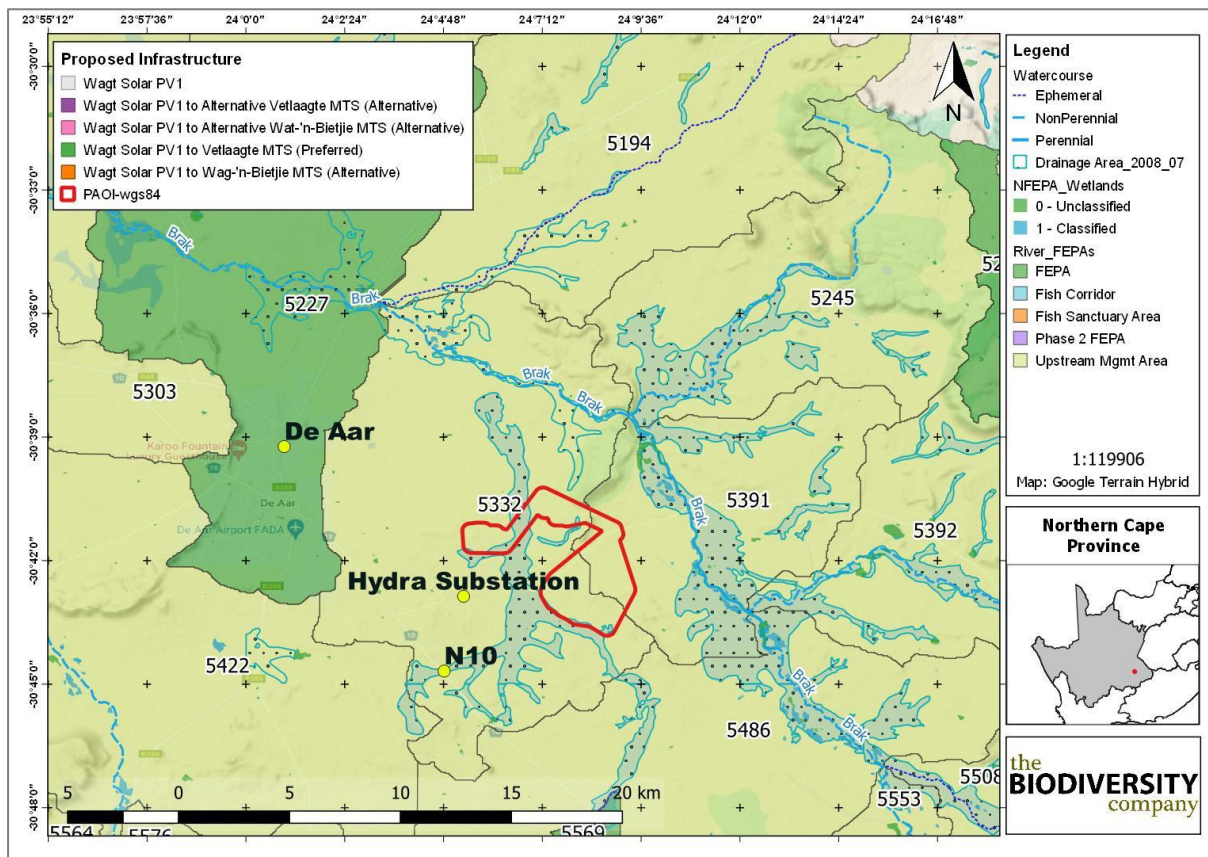 23°55'12" 23°57'36" 24°0'0" 24°2'24" 24°4'48" 24°7'12" 24°9'36" 24°12'0" 24°14'24" 24°16'48"
-30°30'0"
-30°33'0"
-30°36'0"
-30°39'0"
-30°42'0"
-30°45'0"
-30°48'0"
Proposed Infrastructure
Wagt Solar PV1
Wagt Solar PV1 to Alternative Vetlaagte MTS (Alternative)
Wagt Solar PV1 to Alternative Wat-'n-Bietjie MTS (Alternative)
Wagt Solar PV1 to Vetlaagte MTS (Preferred)
Wagt Solar PV1 to Wag-'n-Bietjie MTS (Alternative)
PAOI-wgs84
N
5194
Brak
5227
Brak
5245
5303
Brak
Brak
De Aar
Karoo Fountain
Luxury Guesthouse
De Aar
De Aar Airport FADA
5332
5391
Brak
5392
Hydra Substation
N10
5422
Brak
5486
Brak
5508
5553
5 0 5 10 15 20 km
5564
5576
5569
Legend
Watercourse
Ephemeral
NonPerennial
Perennial
Drainage Area_2008_07
NFEPA_Wetlands
0 - Unclassified
1 - Classified
River_FEPAs
FEPA
Fish Corridor
Fish Sanctuary Area
Phase 2 FEPA
Upstream Mgmt Area
1:119906
Map: Google Terrain Hybrid
Northern Cape
Province
the
BIODIVERSITY
company